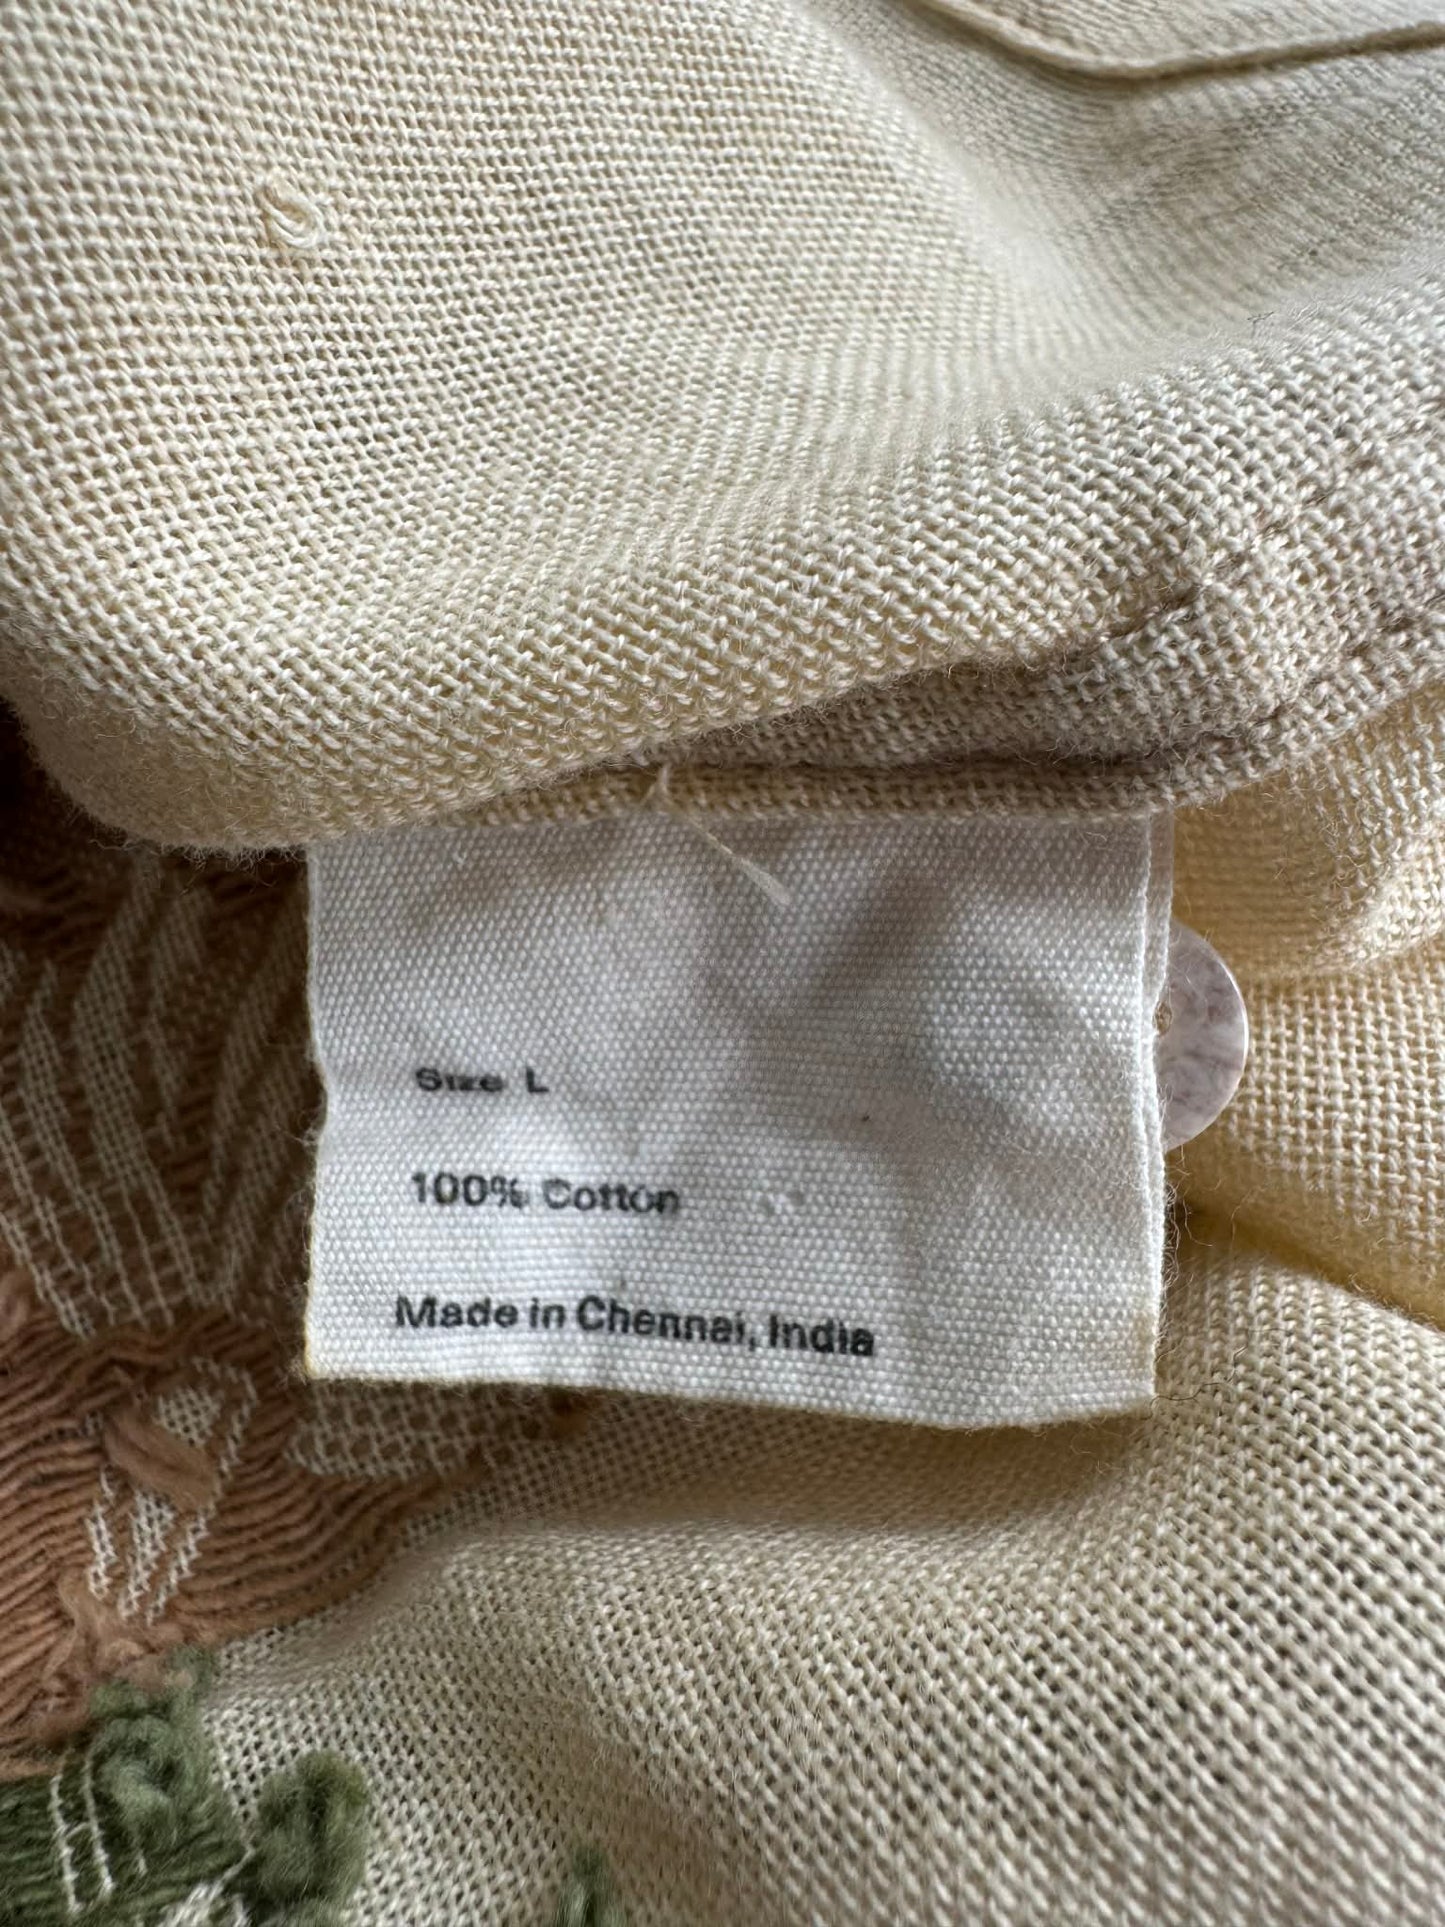 Size L
100% Cotton
Made in Chennai, India